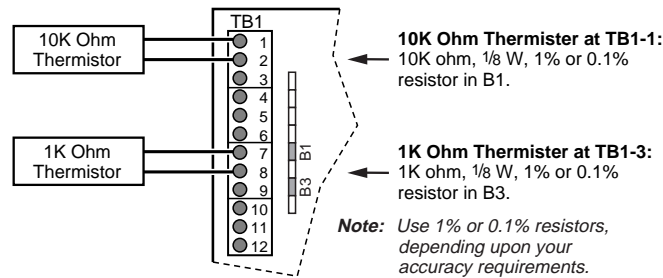 TB1
10K Ohm
Thermistor
1
2
3
4
5
6
7
8
9
10
11
12
B1
B3
1K Ohm
Thermistor
10K Ohm Thermister at TB1-1:
10K ohm, 1/8 W, 1% or 0.1%
resistor in B1.
1K Ohm Thermister at TB1-3:
1K ohm, 1/8 W, 1% or 0.1%
resistor in B3.
Note: Use 1% or 0.1% resistors,
depending upon your
accuracy requirements.